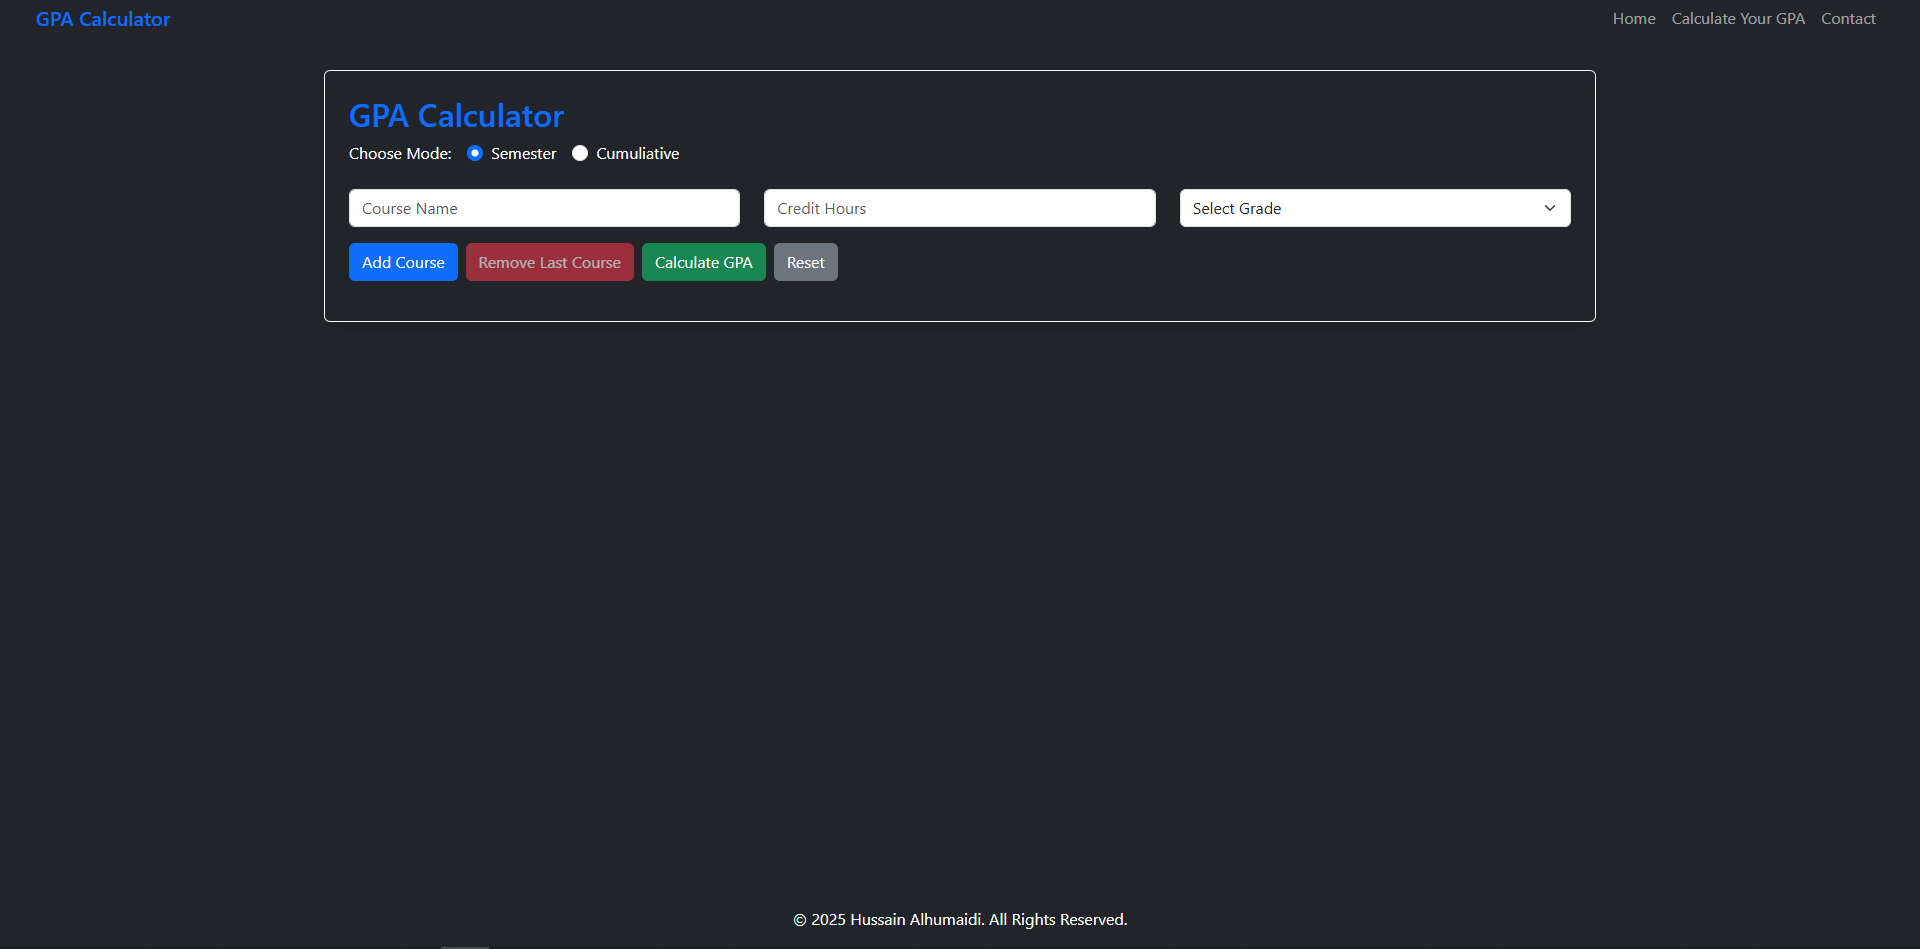 GPA Calculator
Home Calculate Your GPA Contact
GPA Calculator
Choose Mode: Semester Cumuliative
Course Name Credit Hours Select Grade
Add Course Remove Last Course Calculate GPA Reset
© 2025 Hussain Alhumaidi. All Rights Reserved.